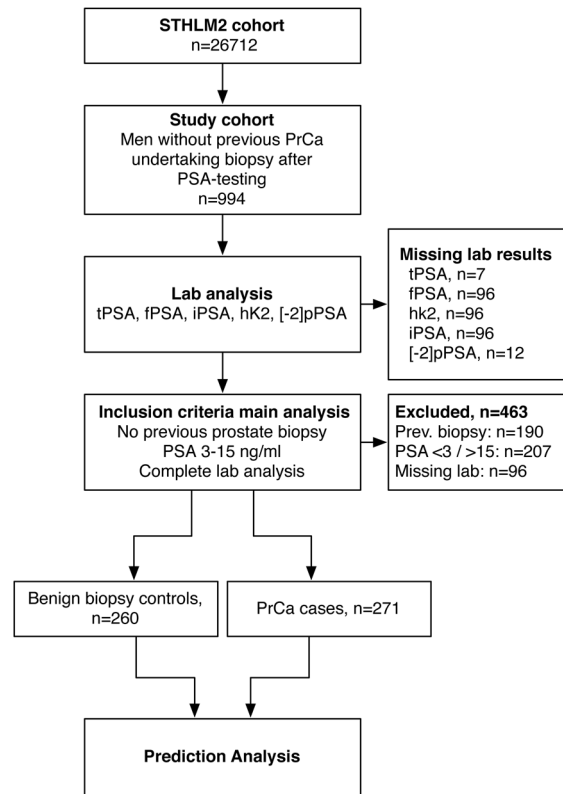 STHLM2 cohort
n=26712
Study cohort
Men without previous PrCa
undertaking biopsy after
PSA-testing
n=994
Lab analysis
tPSA, fPSA, iPSA, hK2, [-2]pPSA
Missing lab results
tPSA, n=7
fPSA, n=96
hk2, n=96
iPSA, n=96
[-2]pPSA, n=12
Inclusion criteria main analysis
No previous prostate biopsy
PSA 3-15 ng/ml
Complete lab analysis
Excluded, n=463
Prev. biopsy: n=190
PSA <3 / >15: n=207
Missing lab: n=96
Benign biopsy controls,
n=260
PrCa cases, n=271
Prediction Analysis